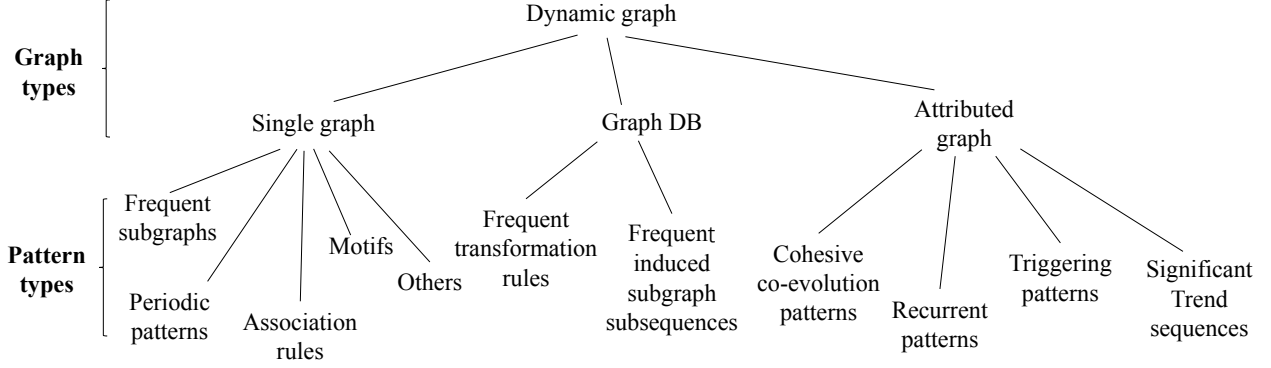 Dynamic graph
Graph
types
Single graph
Graph DB
Attributed
graph
Pattern
types
Frequent
subgraphs
Periodic
patterns
Association
rules
Motifs
Others
Frequent
transformation
rules
Frequent
induced
subgraph
subsequences
Cohesive
co-evolution
patterns
Recurrent
patterns
Triggering
patterns
Significant
Trend
sequences